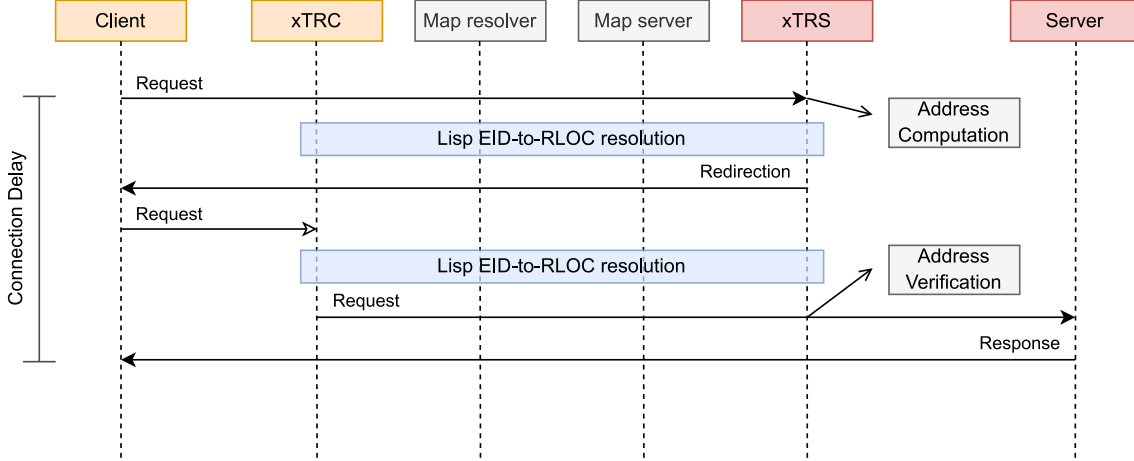 Client
xTRC
Map resolver
Map server
xTRS
Server
Request
Address
Computation
Lisp EID-to-RLOC resolution
Redirection
Request
Connection Delay
Lisp EID-to-RLOC resolution
Address
Verification
Request
Response